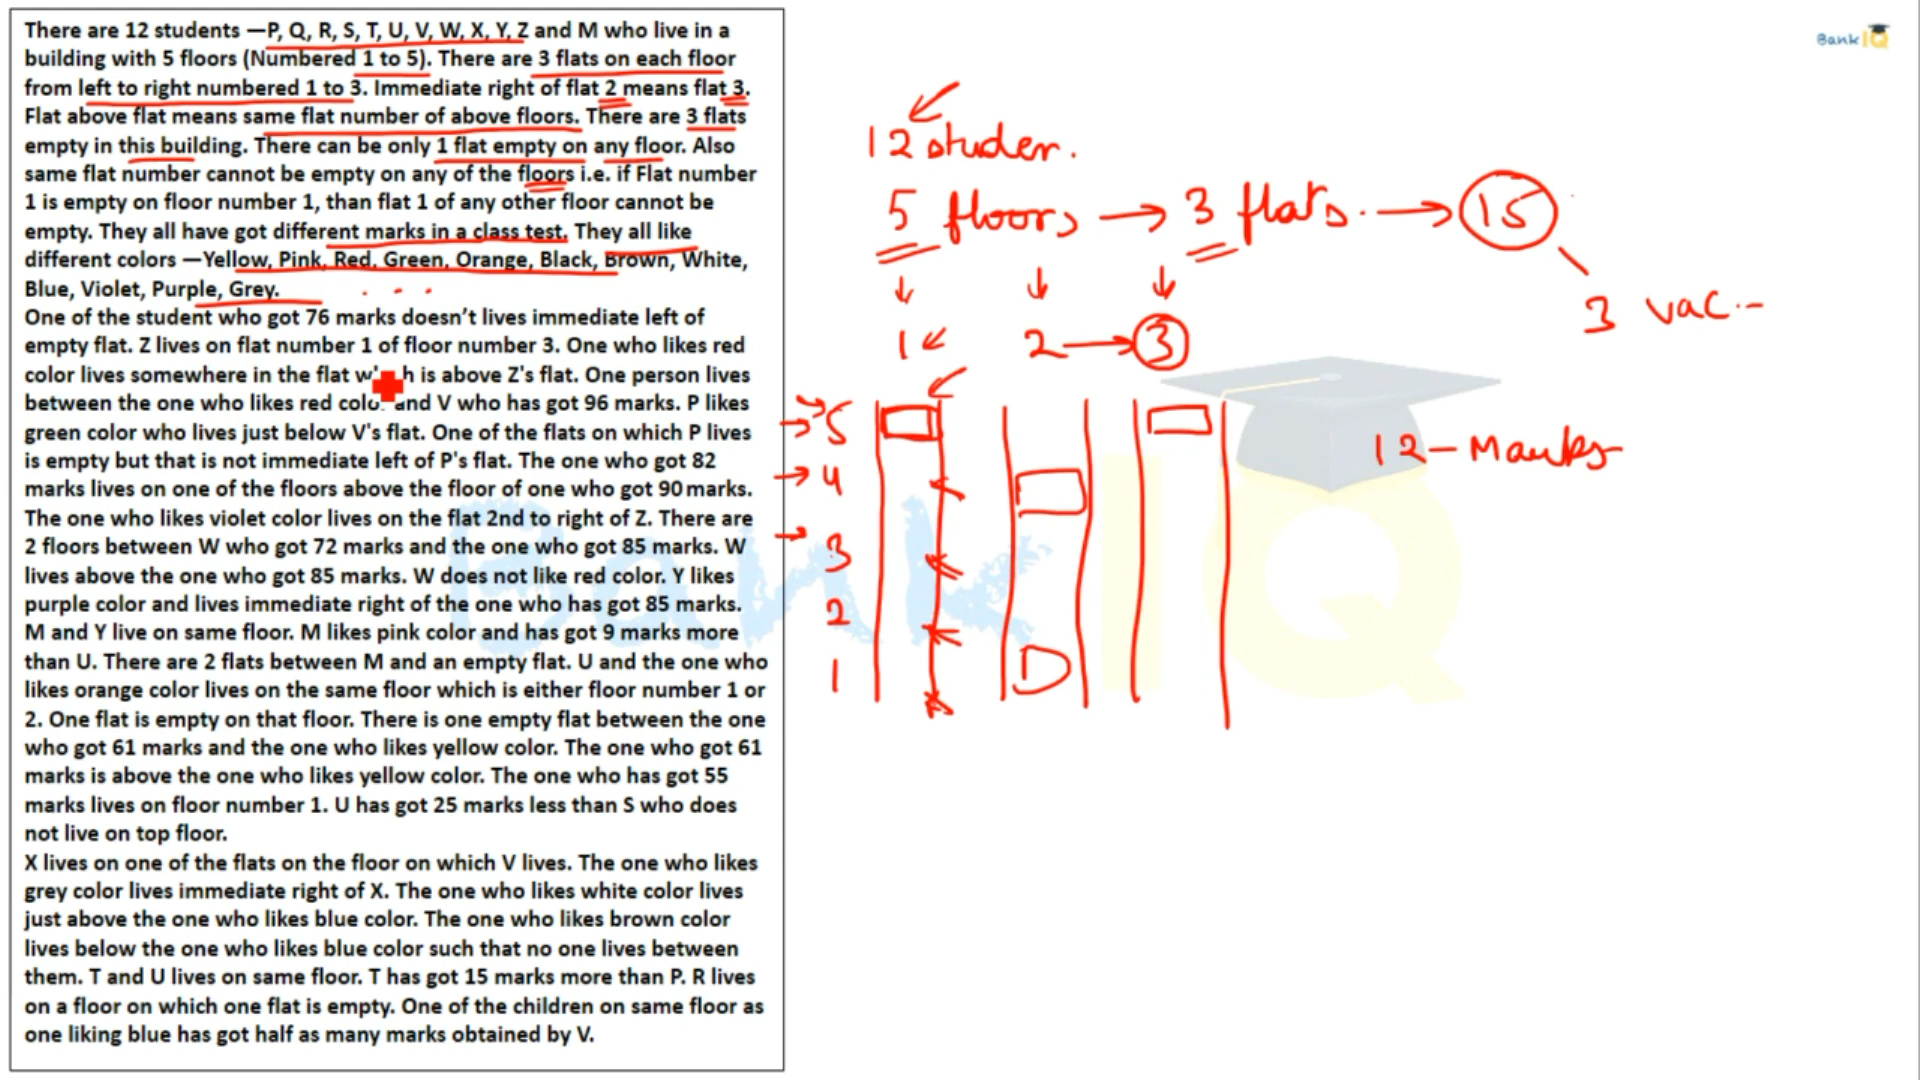 There are 12 students —P, Q, R, S, T, U, V, W, X, Y, Z and M who live in a
building with 5 floors (Numbered 1 to 5). There are 3 flats on each floor
from left to right numbered 1 to 3. Immediate right of flat 2 means flat 3.
Flat above flat means same flat number of above floors. There are 3 flats
empty in this building. There can be only 1 flat empty on any floor. Also
same flat number cannot be empty on any of the floors i.e. if Flat number
1 is empty on floor number 1, than flat 1 of any other floor cannot be
empty. They all have got different marks in a class test. They all like
different colors —Yellow, Pink, Red, Green, Orange, Black, Brown, White,
Blue, Violet, Purple, Grey.
One of the student who got 76 marks doesn't lives immediate left of
empty flat. Z lives on flat number 1 of floor number 3. One who likes red
color lives somewhere in the flat is above Z's flat. One person lives
between the one who likes red and V who has got 96 marks. P likes
green color who lives just below V's flat. One of the flats on which P lives
is empty but that is not immediate left of P's flat. The one who got 82
marks lives on one of the floors above the floor of one who got 90 marks.
The one who likes violet color lives on the flat 2nd to right of Z. There are
2 floors between W who got 72 marks and the one who got 85 marks. W
lives above the one who got 85 marks. W does not like red color. Y likes
purple color and lives immediate right of the one who has got 85 marks.
M and Y live on same floor. M likes pink color and has got 9 marks more
than U. There are 2 flats between M and an empty flat. U and the one who
likes orange color lives on the same floor which is either floor number 1 or
2. One flat is empty on that floor. There is one empty flat between the one
who got 61 marks and the one who likes yellow color. The one who got 61
marks is above the one who likes yellow color. The one who has got 55
marks lives on floor number 1. U has got 25 marks less than S who does
not live on top floor.
X lives on one of the flats on the floor on which V lives. The one who likes
grey color lives immediate right of X. The one who likes white color lives
just above the one who likes blue color. The one who likes brown color
lives below the one who likes blue color such that no one lives between
them. T and U lives on same floor. T has got 15 marks more than P. R lives
on a floor on which one flat is empty. One of the children on same floor as
one liking blue has got half as many marks obtained by V.
Bank IQ
12 studen.
5 floors → 3 flats. → 15
3 vac.-
1 2 → 3
5
4
3
2
1
12 - Marks
Bank IQ